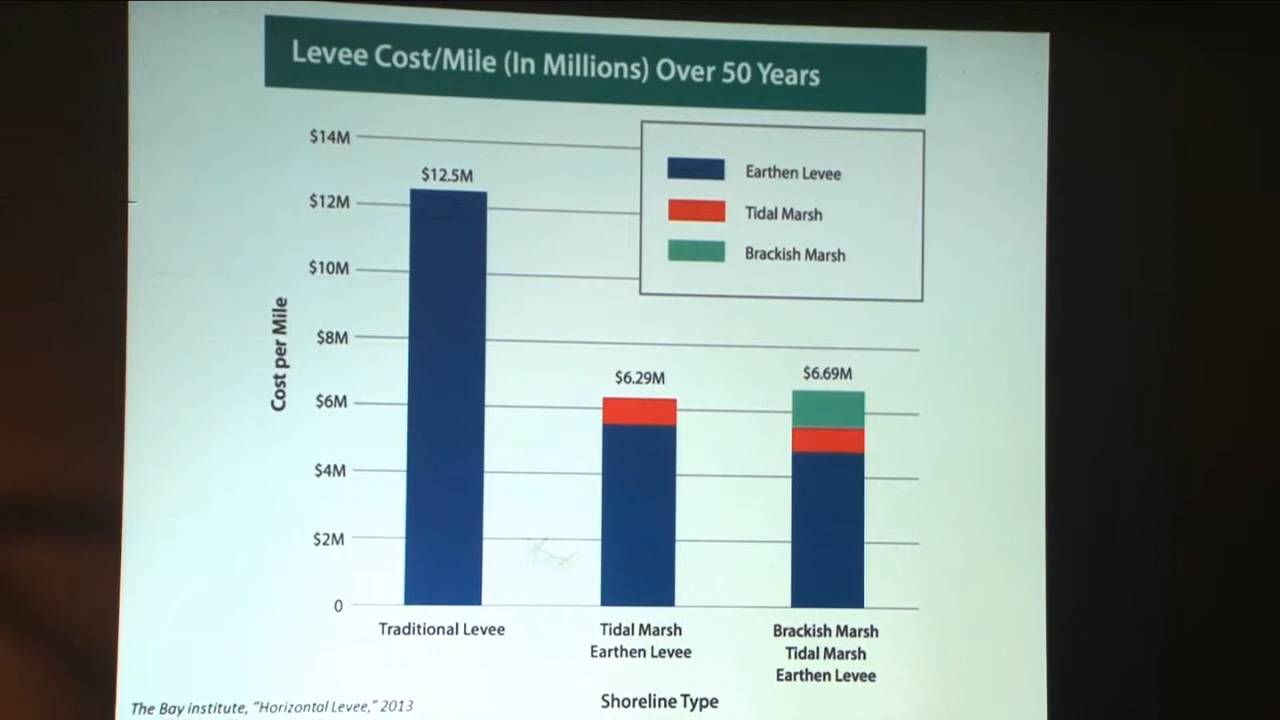 Levee Cost/Mile (In Millions) Over 50 Years
$14M
$12M
$10M
$8M
$6M
$4M
$2M
0
Cost per Mile
$12.5M
$6.29M
$6.69M
Earthen Levee
Tidal Marsh
Brackish Marsh
Traditional Levee
Tidal Marsh
Earthen Levee
Brackish Marsh
Tidal Marsh
Earthen Levee
Shoreline Type
The Bay institute, "Horizontal Levee," 2013